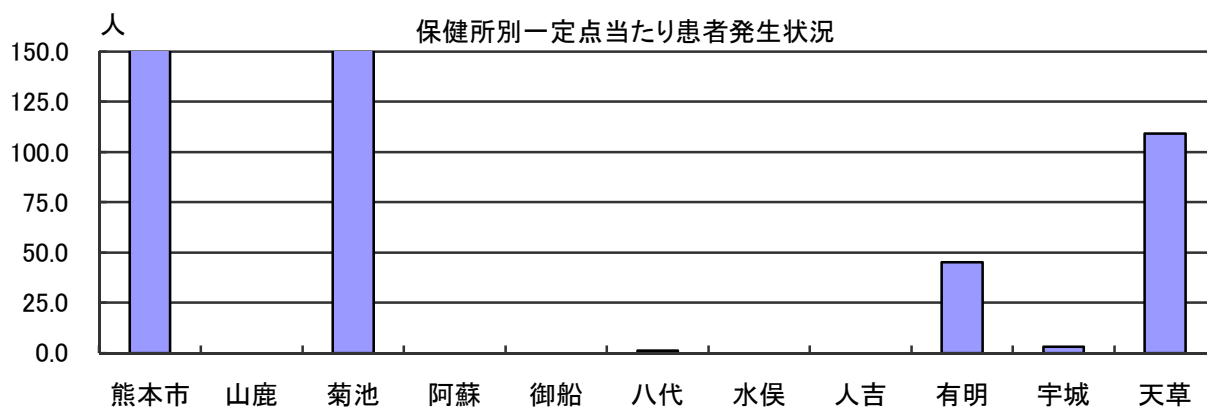 人
保健所別一定点当たり患者発生状況
150.0
125.0
100.0
75.0
50.0
25.0
0.0
熊本市 山鹿 菊池 阿蘇 御船 八代 水俣 人吉 有明 宇城 天草